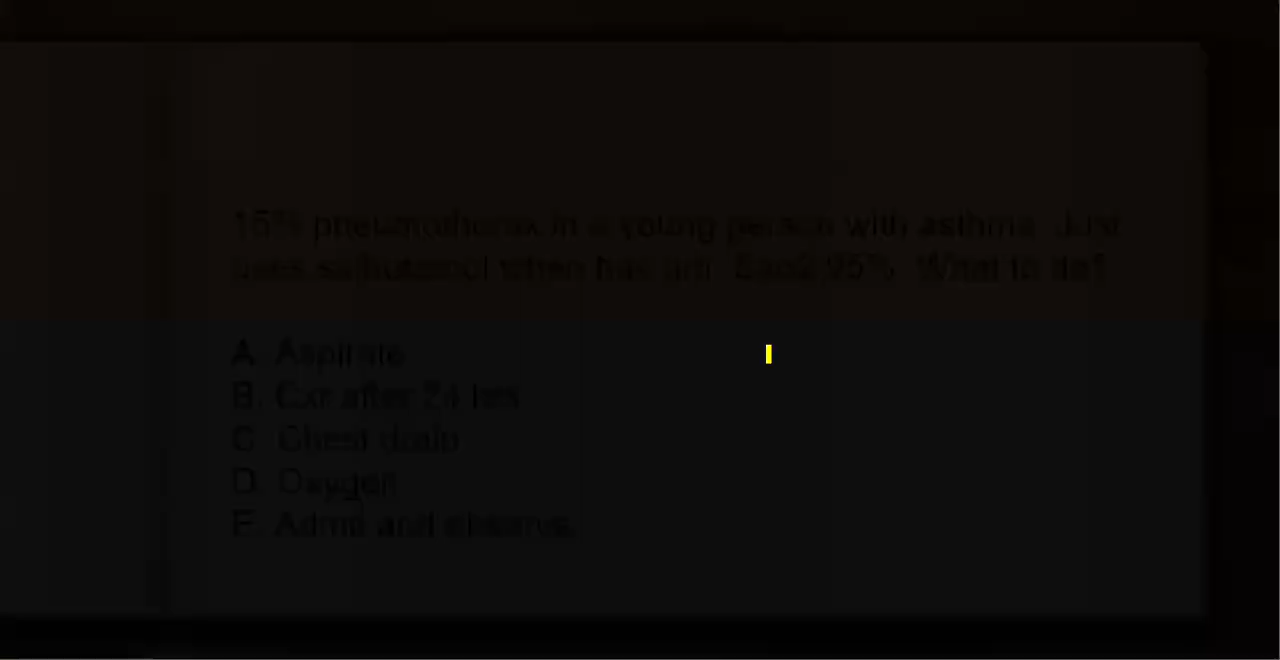 15% pneumothorax in a young person with asthma. Just
uses salbutamol when has uri. Sao2 95%. What to do?
A. Aspirate
B. Cxr after 24 hrs
C. Chest drain
D. Oxygen
E. Admit and observe